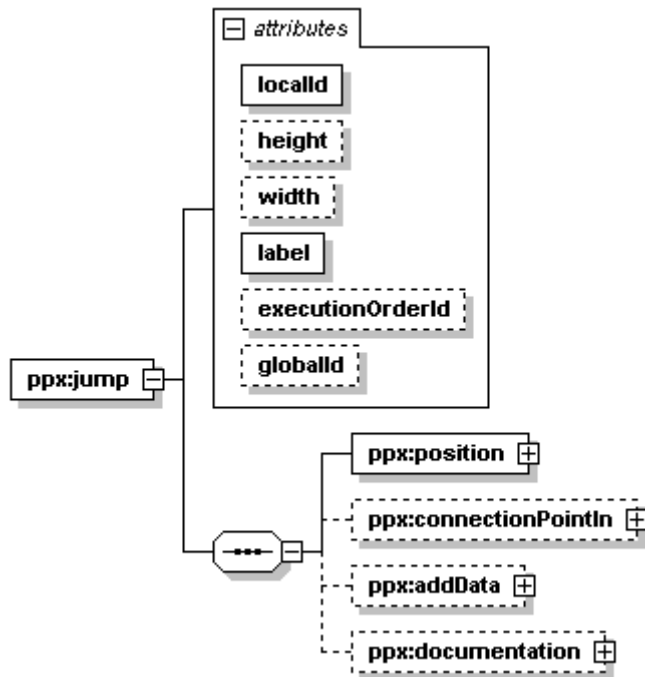 attributes
localId
height
width
label
executionOrderId
globalId
ppx:jump
ppx:position
ppx:connectionPointIn
ppx:addData
ppx:documentation